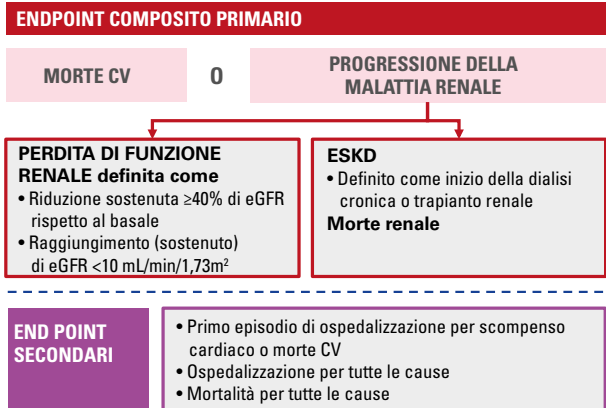 ENDPOINT COMPOSITO PRIMARIO
MORTE CV
O
PROGRESSIONE DELLA
MALATTIA RENALE
PERDITA DI FUNZIONE
RENALE definita come
• Riduzione sostenuta ≥40% di eGFR
rispetto al basale
• Raggiungimento (sostenuto)
di eGFR <10 mL/min/1,73m²
ESKD
• Definito come inizio della dialisi
cronica o trapianto renale
Morte renale
END POINT
SECONDARI
• Primo episodio di ospedalizzazione per scompenso
cardiaco o morte CV
• Ospedalizzazione per tutte le cause
• Mortalità per tutte le cause